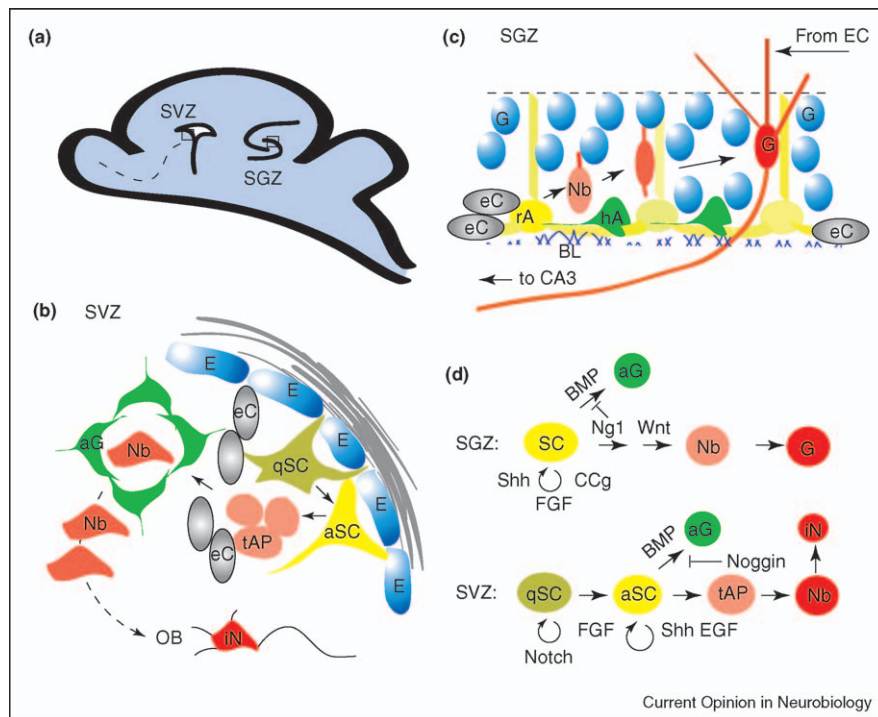 (a)
SVZ
SGZ
(b) SVZ
E
E
eC
E
aG
Nb
qSC
Nb
aSC
E
tAP
eC
E
OB
iN
(c) SGZ
From EC
G
G
G
Nb
eC
rA
hA
eC
eC
BL
to CA3
(d)
aG
BMP
Ng1
Wnt
SGZ: SC Nb G
Shh CCg
FGF
aG
iN
BMP
Noggin
SVZ: qSC aSC tAP Nb
FGF Shh EGF
Notch
Current Opinion in Neurobiology